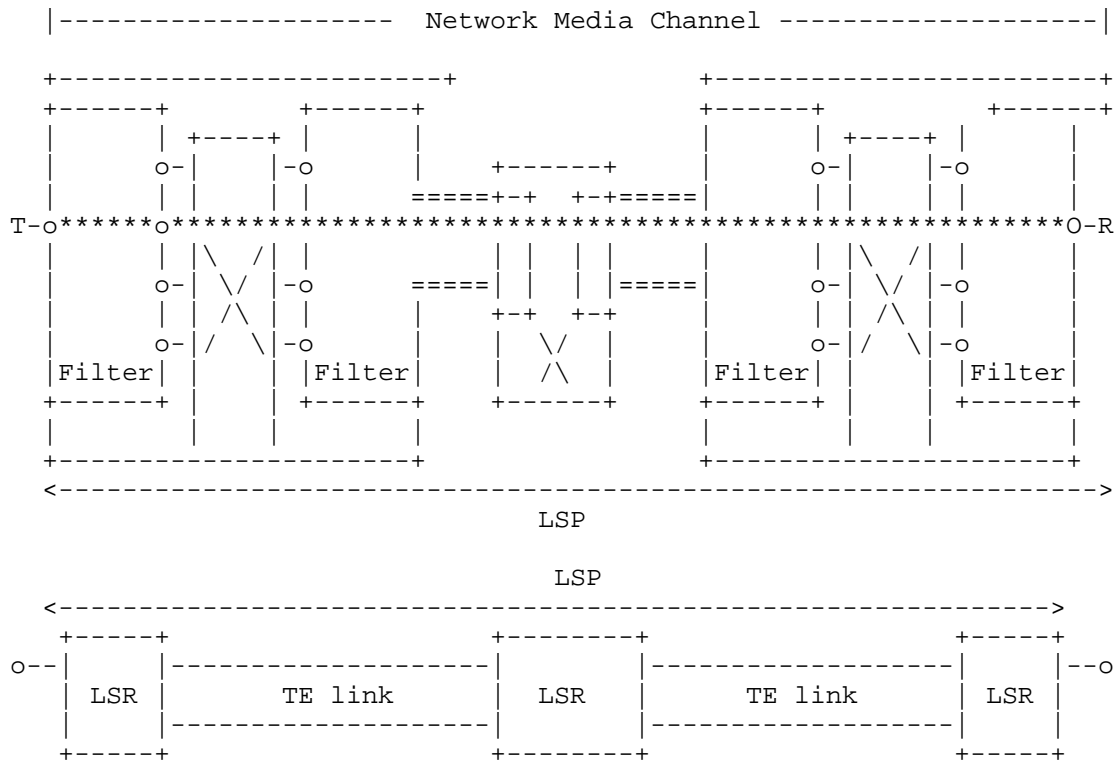 Network Media Channel
T-o R
Filter Filter Filter Filter
LSP
LSP
LSR TE link LSR TE link LSR